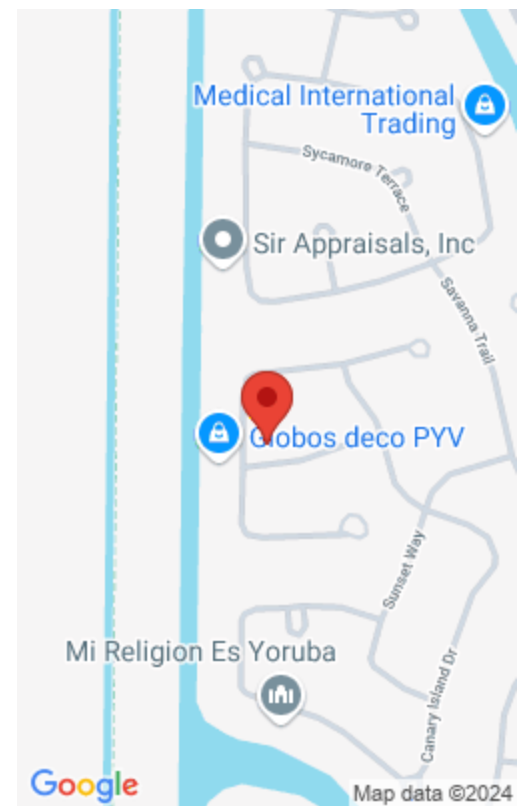 Medical International
Trading
Sycamore Terrace
Sir Appraisals, Inc
Savanna Trail
Globos deco PYV
Sunset Way
Mi Religion Es Yoruba
Canary Island Dr
Google
Map data ©2024